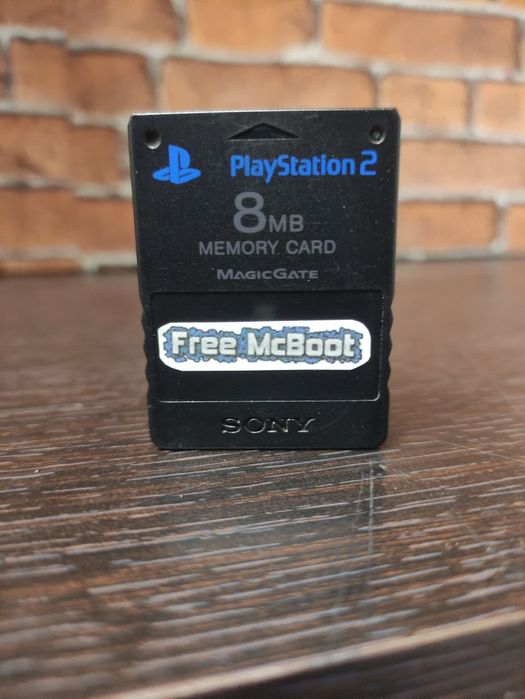 PlayStation 2
8MB
MEMORY CARD
MAGICGATE
Free McBoot
SONY